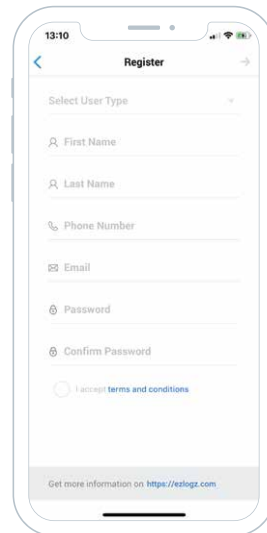 13:10
Register
Select User Type
First Name
Last Name
Phone Number
Email
Password
Confirm Password
I accept terms and conditions
Get more information on https://ezlogz.com